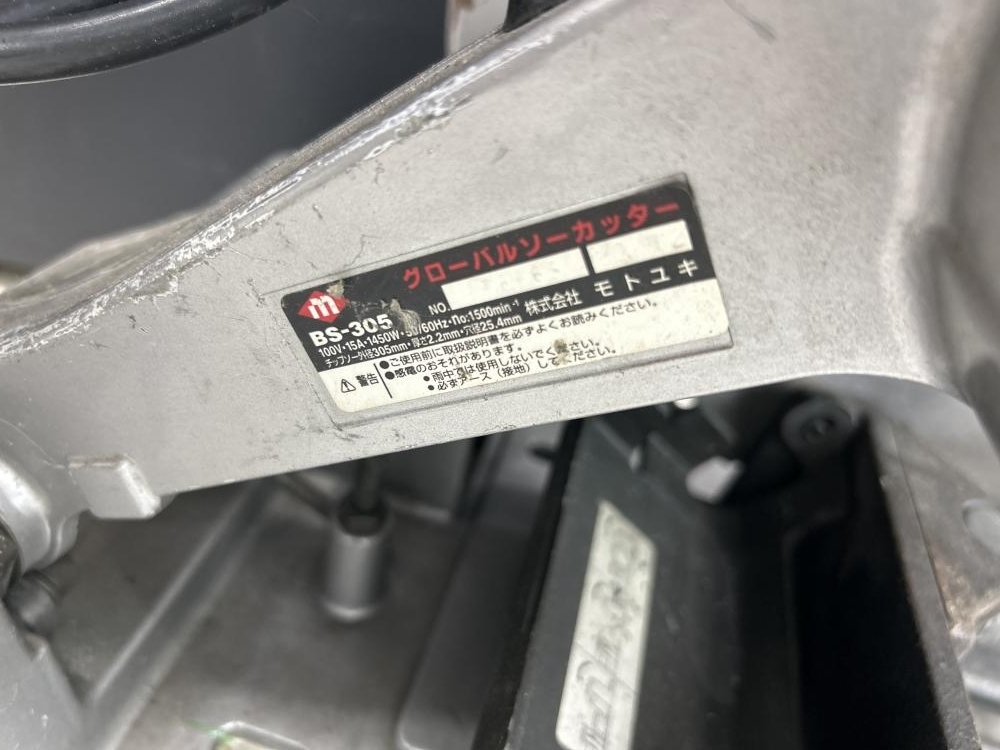 グローバルソーカッター
m
BS-305
NO.
100V・15A・1450W・50/60Hz・no:1500min⁻¹
株式会社 モトユキ
チップソー外径305mm・厚さ2.2mm・穴径25.4mm
警告
●ご使用前に取扱説明書を必ずよくお読みください。
●感電のおそれがあります。
・雨中では使用しないでください。
・必ずアース（接地）してください。